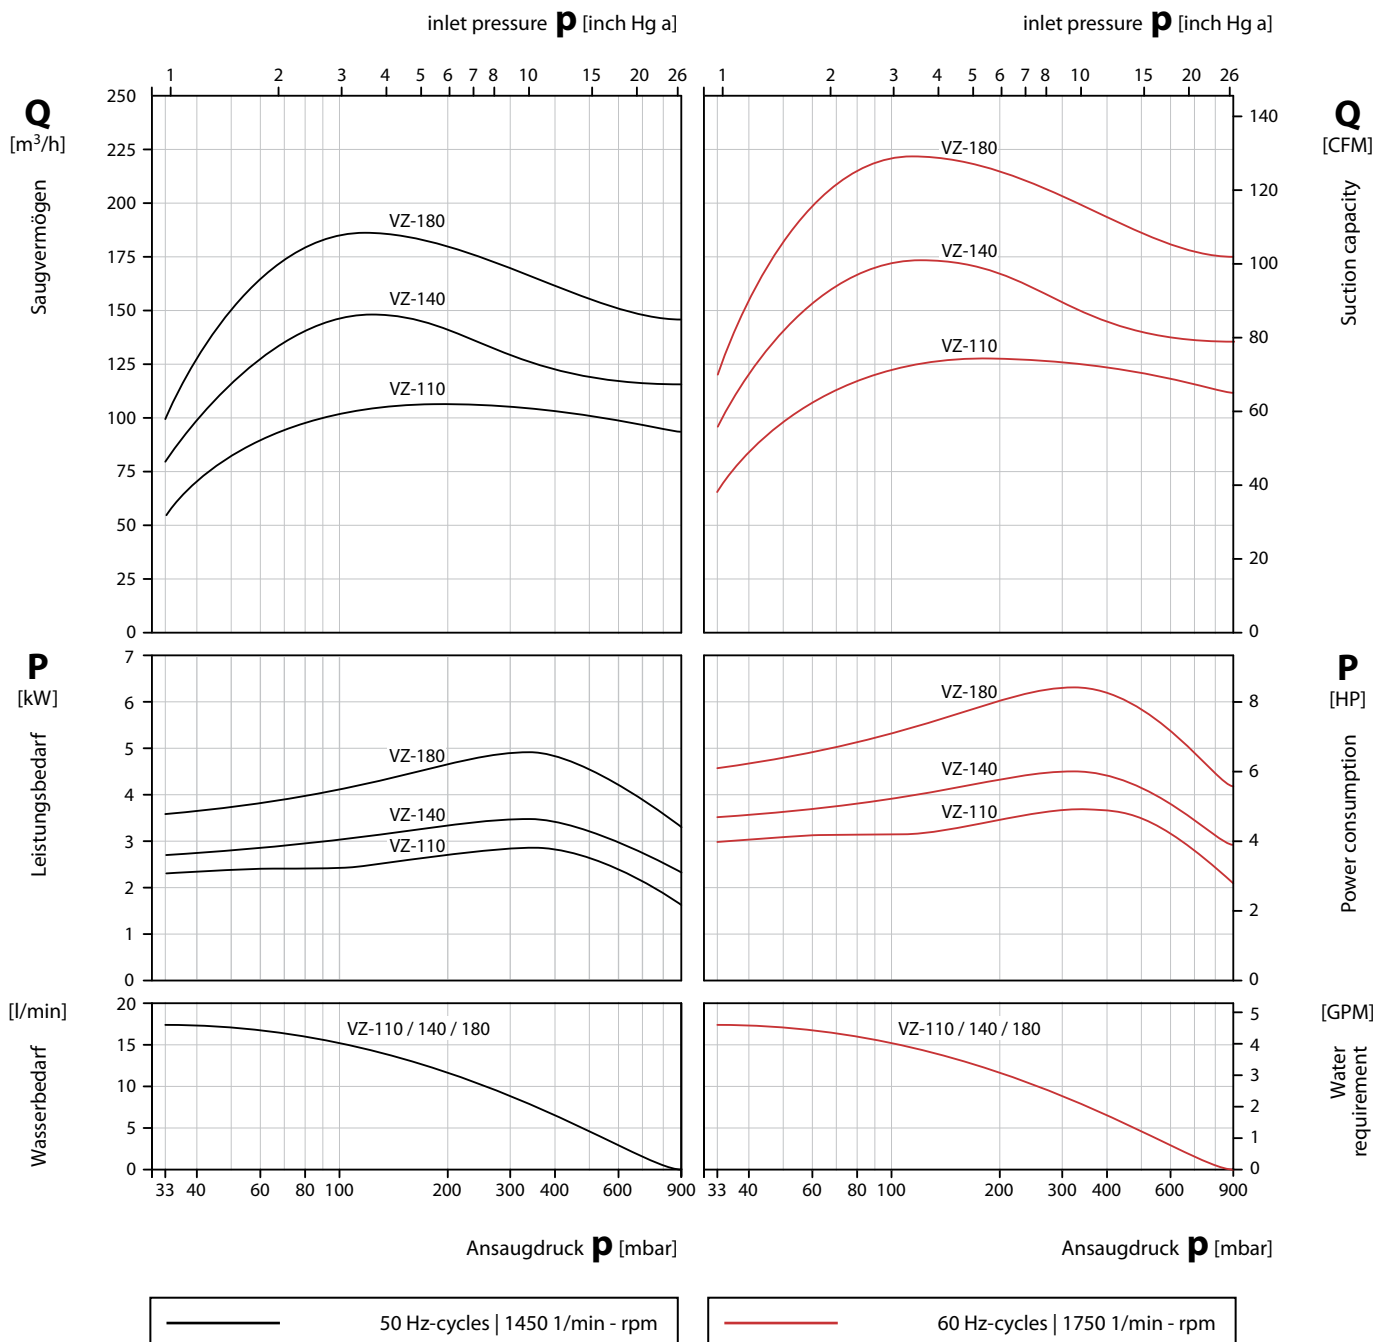 inlet pressure p [inch Hg a]
inlet pressure p [inch Hg a]
1 2 3 4 5 6 7 8 10 15 20 26
1 2 3 4 5 6 7 8 10 15 20 26
Q
[m³/h]
Saugvermögen
250
225
200
175
150
125
100
75
50
25
0
VZ-180
VZ-140
VZ-110
VZ-180
VZ-140
VZ-110
140
120
100
80
60
40
20
0
Q
[CFM]
Suction capacity
P
[kW]
Leistungsbedarf
7
6
5
4
3
2
1
0
VZ-180
VZ-140
VZ-110
VZ-180
VZ-140
VZ-110
8
6
4
2
0
P
[HP]
Power consumption
[l/min]
Wasserbedarf
20
15
10
5
0
VZ-110 / 140 / 180
VZ-110 / 140 / 180
5
4
3
2
1
0
[GPM]
Water
requirement
33 40 60 80 100 200 300 400 600 900
33 40 60 80 100 200 300 400 600 900
Ansaugdruck p [mbar]
Ansaugdruck p [mbar]
50 Hz-cycles | 1450 1/min - rpm
60 Hz-cycles | 1750 1/min - rpm